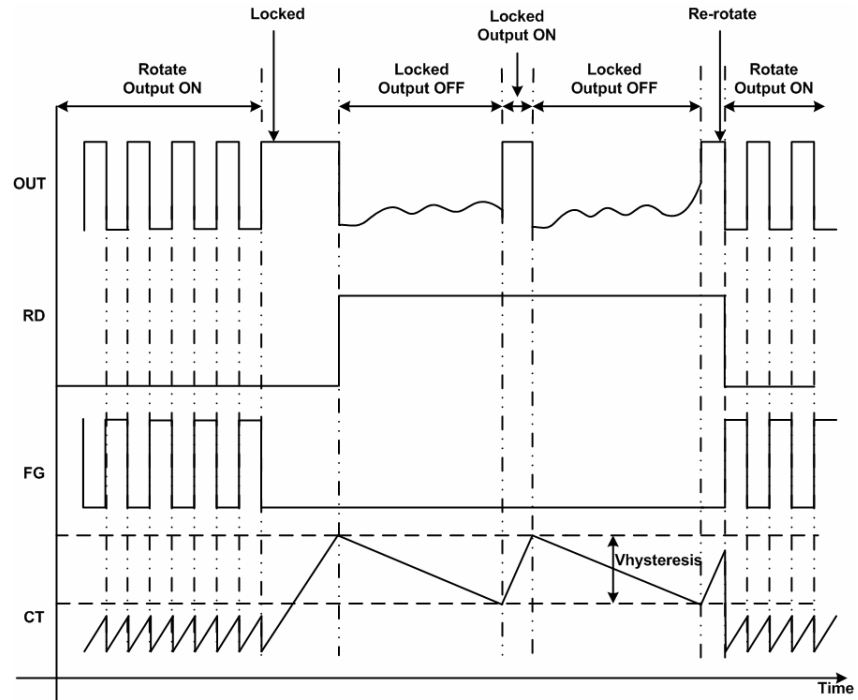 Locked
Locked
Output ON
Re-rotate
Rotate
Output ON
Locked
Output OFF
Locked
Output OFF
Rotate
Output ON
OUT
RD
FG
Vhysteresis
CT
Time